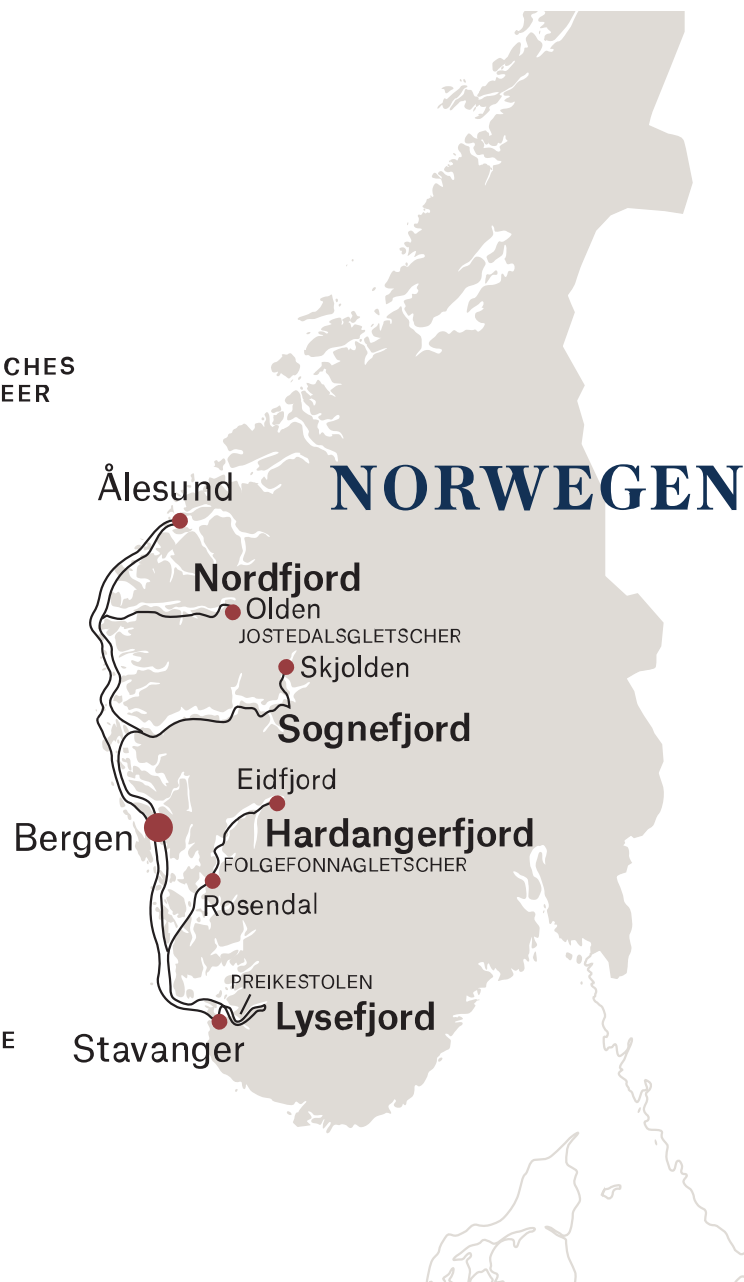 CHES
EER
NORWEGEN
Ålesund
Nordfjord
Olden
JOSTEDALSGLETSCHER
Skjolden
Sognefjord
Eidfjord
Bergen
Hardangerfjord
FOLGEFONNAGLETSCHER
Rosendal
PREIKESTOLEN
Lysefjord
E
Stavanger